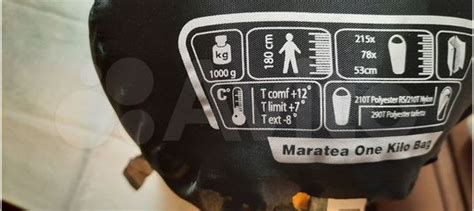 kg
1000 g
180 cm
215x
78x
53cm
C°
T comf +12°
T limit +7°
T ext -8°
210T Polyester RS/210T Nylon
290T Polyester taffeta
Maratea One Kilo Bag